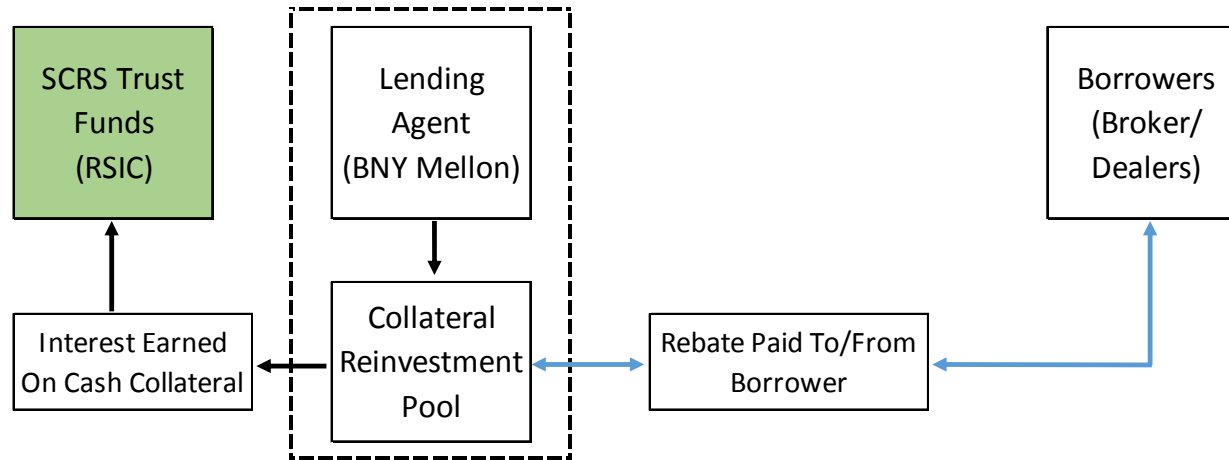 SCRS Trust
Funds
(RSIC)
Lending
Agent
(BNY Mellon)
Borrowers
(Broker/
Dealers)
Interest Earned
On Cash Collateral
Collateral
Reinvestment
Pool
Rebate Paid To/From
Borrower